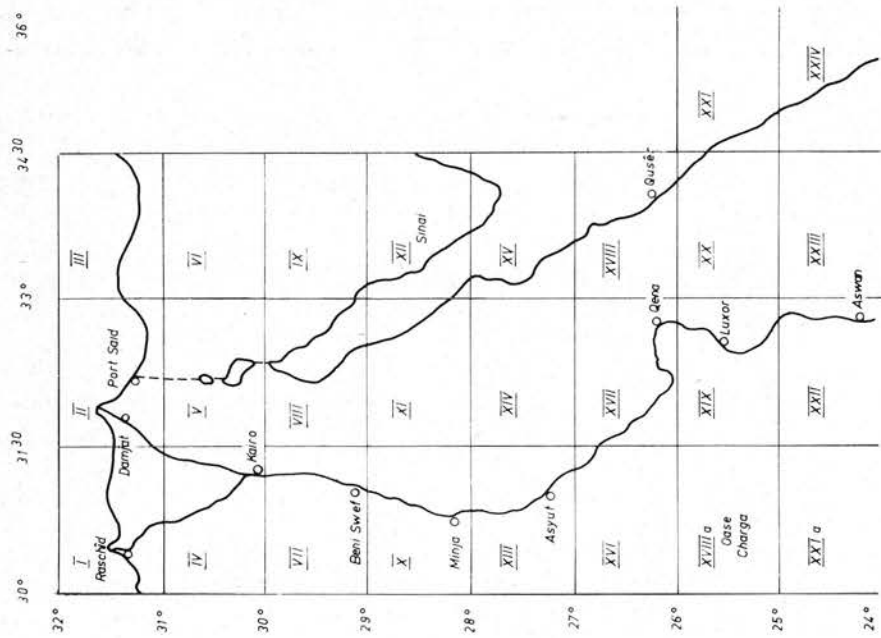 30°
31 30
33°
34 30
36°
32°
31°
30°
29°
28°
27°
26°
25°
24°
I
II
III
Raschid
Damjat
Port Said
IV
V
VI
Kairo
VII
VIII
IX
Beni Swef
X
XI
XII
Sinai
Minja
XIII
XIV
XV
Asyut
XVI
XVII
XVIII
Qusêr
Qena
XVIII a
Oase
Charga
XIX
XX
XXI
Luxor
XXI a
XXII
XXIII
XXIV
Aswan